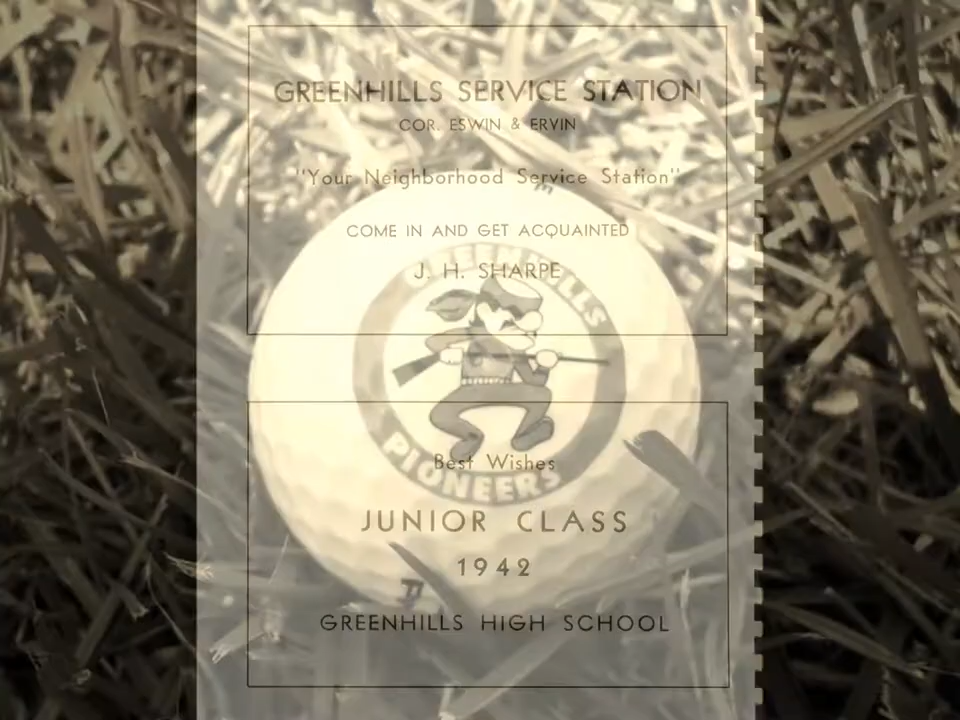 GREENHILLS SERVICE STATION
COR. ESWIN & ERVIN
"Your Neighborhood Service Station"
COME IN AND GET ACQUAINTED
J. H. SHARPE
GREENHILLS
PIONEERS
Best Wishes
JUNIOR CLASS
1942
GREENHILLS HIGH SCHOOL